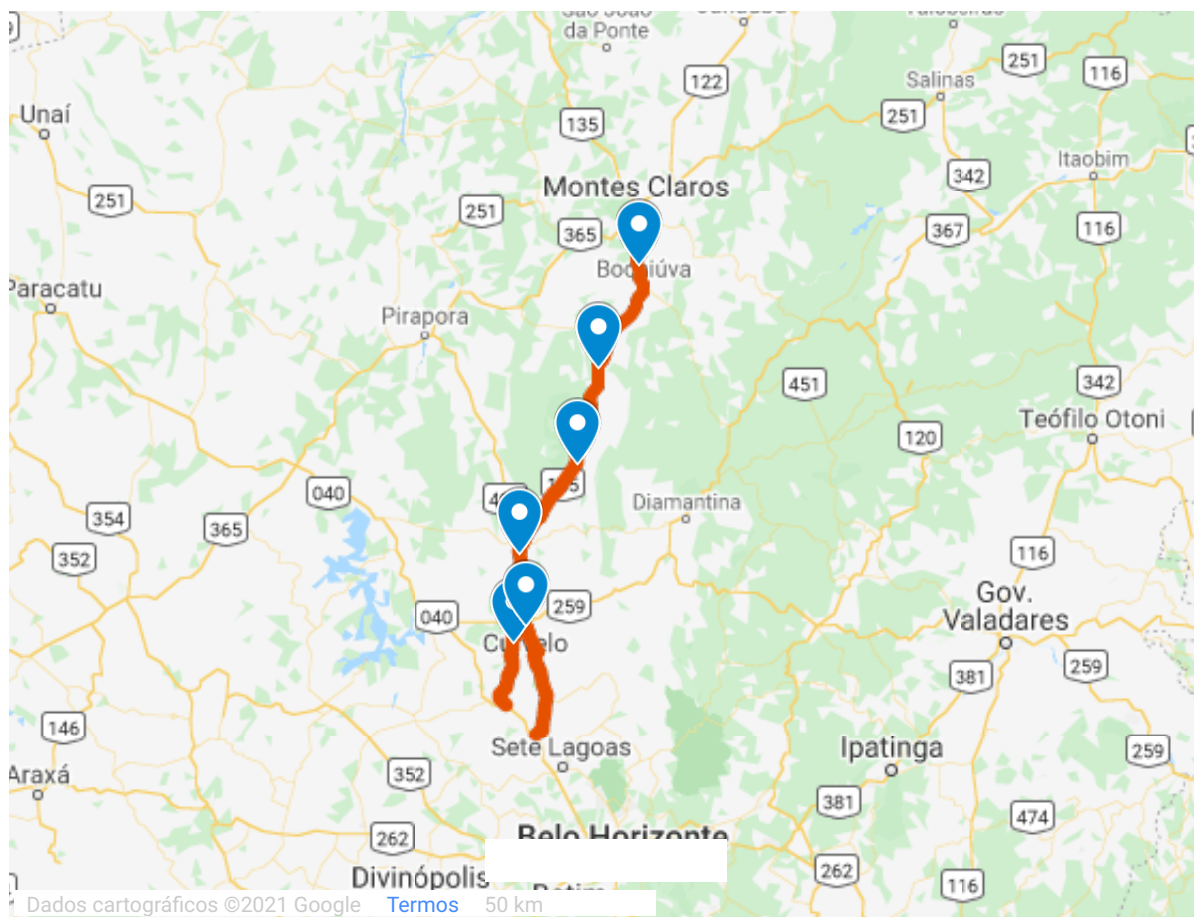 da Ponte
251
116
122
Salinas
251
Unaí
135
Itaobim
342
Montes Claros
251
251
365
367
116
Paracatu
Pirapora
451
342
Teófilo Otoni
120
Diamantina
040
354
365
352
116
Gov.
Valadares
259
040
381
259
146
Sete Lagoas
Ipatinga
259
352
Araxá
381
474
262
Belo Horizonte
262
Divinópolis
116
Dados cartográficos ©2021 Google Termos 50 km